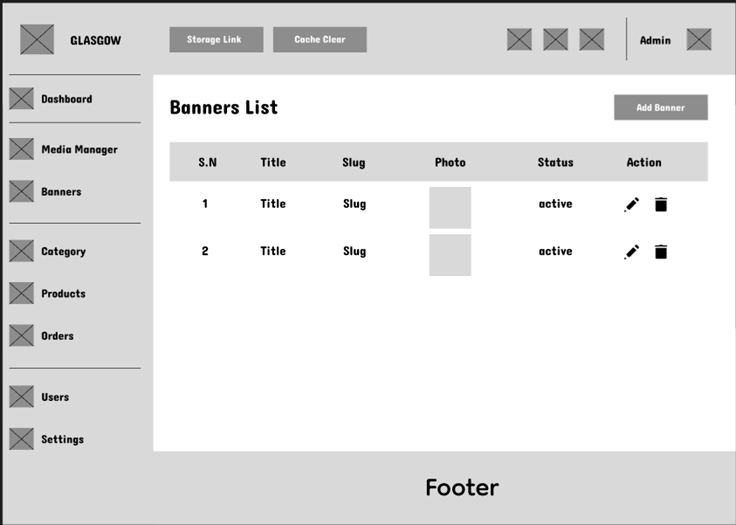 GLASGOW
Storage Link
Cache Clear
Admin
Dashboard
Media Manager
Banners
Category
Products
Orders
Users
Settings
Banners List
Add Banner
S.N Title Slug Photo Status Action
1 Title Slug active
2 Title Slug active
Footer